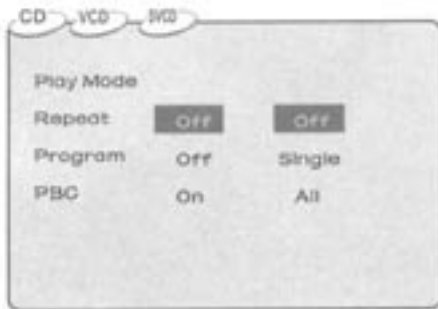 CD VCD SVCD
Play Mode
Repeat Off Off
Program Off Single
PBC On All